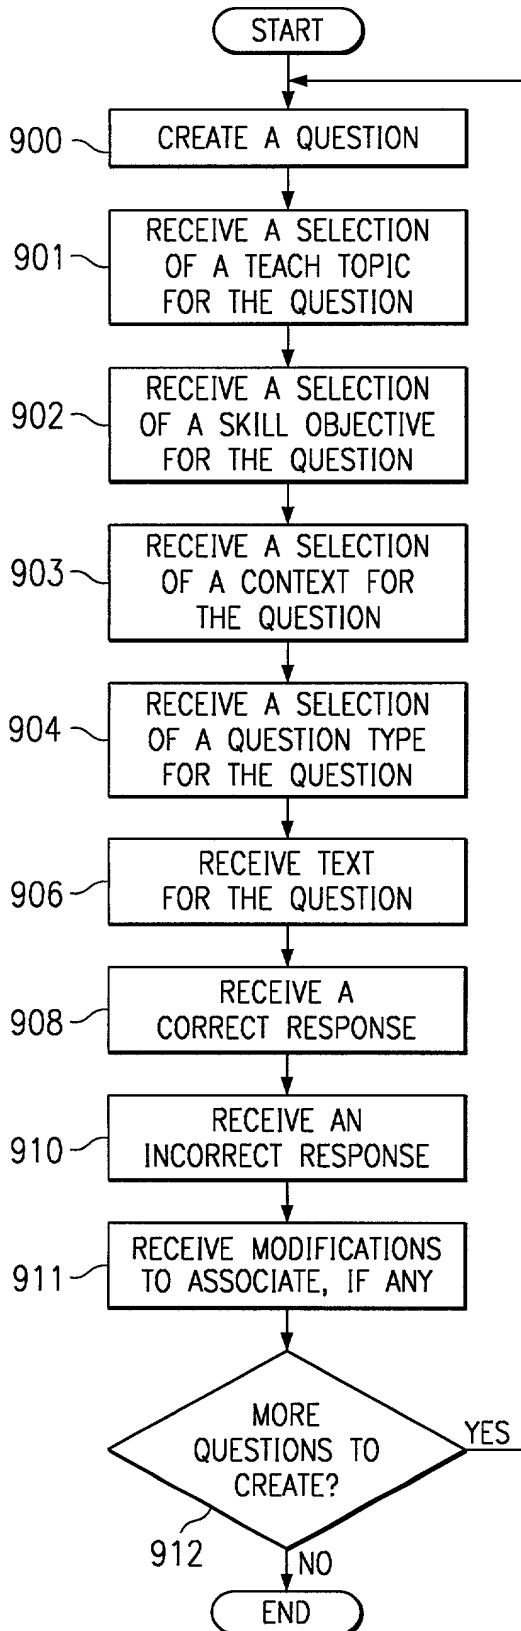 START
900
CREATE A QUESTION
901
RECEIVE A SELECTION
OF A TEACH TOPIC
FOR THE QUESTION
902
RECEIVE A SELECTION
OF A SKILL OBJECTIVE
FOR THE QUESTION
903
RECEIVE A SELECTION
OF A CONTEXT FOR
THE QUESTION
904
RECEIVE A SELECTION
OF A QUESTION TYPE
FOR THE QUESTION
906
RECEIVE TEXT
FOR THE QUESTION
908
RECEIVE A
CORRECT RESPONSE
910
RECEIVE AN
INCORRECT RESPONSE
911
RECEIVE MODIFICATIONS
TO ASSOCIATE, IF ANY
MORE
QUESTIONS TO
CREATE?
YES
912
NO
END